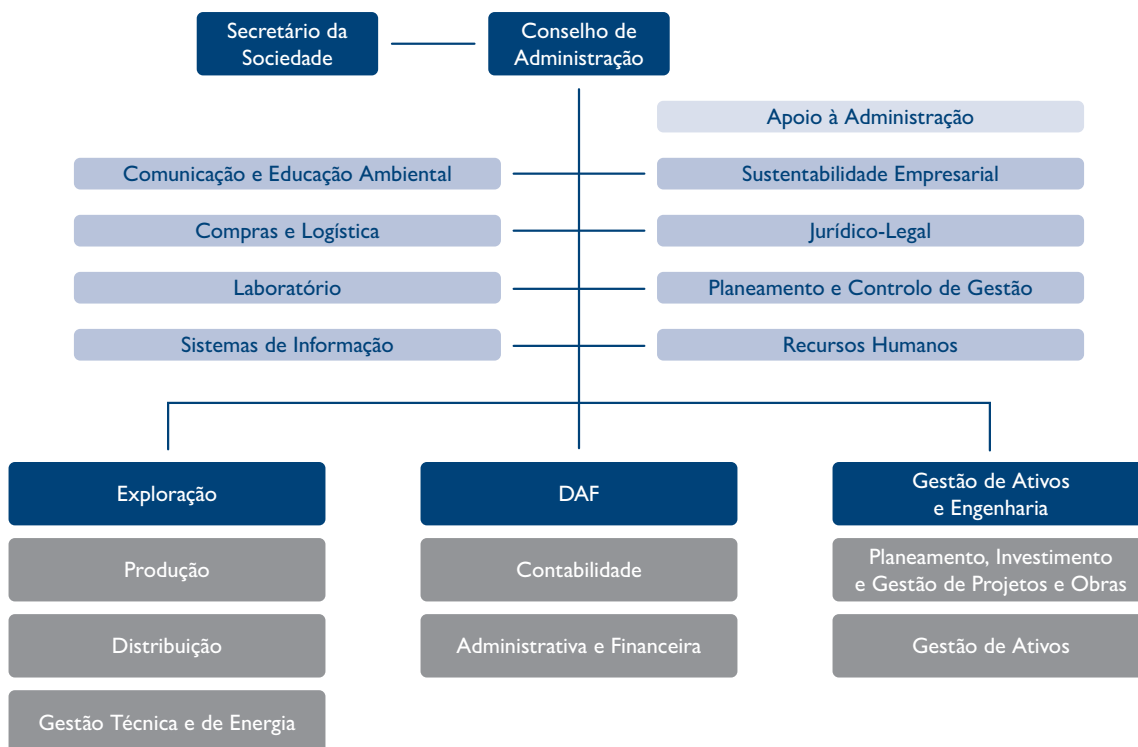 Secretário da
Sociedade
Conselho de
Administração
Apoio à Administração
Comunicação e Educação Ambiental
Sustentabilidade Empresarial
Compras e Logística
Jurídico-Legal
Laboratório
Planeamento e Controlo de Gestão
Sistemas de Informação
Recursos Humanos
Exploração
DAF
Gestão de Ativos
e Engenharia
Produção
Contabilidade
Planeamento, Investimento
e Gestão de Projetos e Obras
Distribuição
Administrativa e Financeira
Gestão de Ativos
Gestão Técnica e de Energia